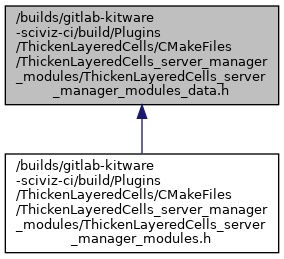 /builds/gitlab-kitware
-sciviz-ci/build/Plugins
/ThickenLayeredCells/CMakeFiles
/ThickenLayeredCells_server_manager
_modules/ThickenLayeredCells_server
_manager_modules_data.h
/builds/gitlab-kitware
-sciviz-ci/build/Plugins
/ThickenLayeredCells/CMakeFiles
/ThickenLayeredCells_server_manager
_modules/ThickenLayeredCells_server
_manager_modules.h